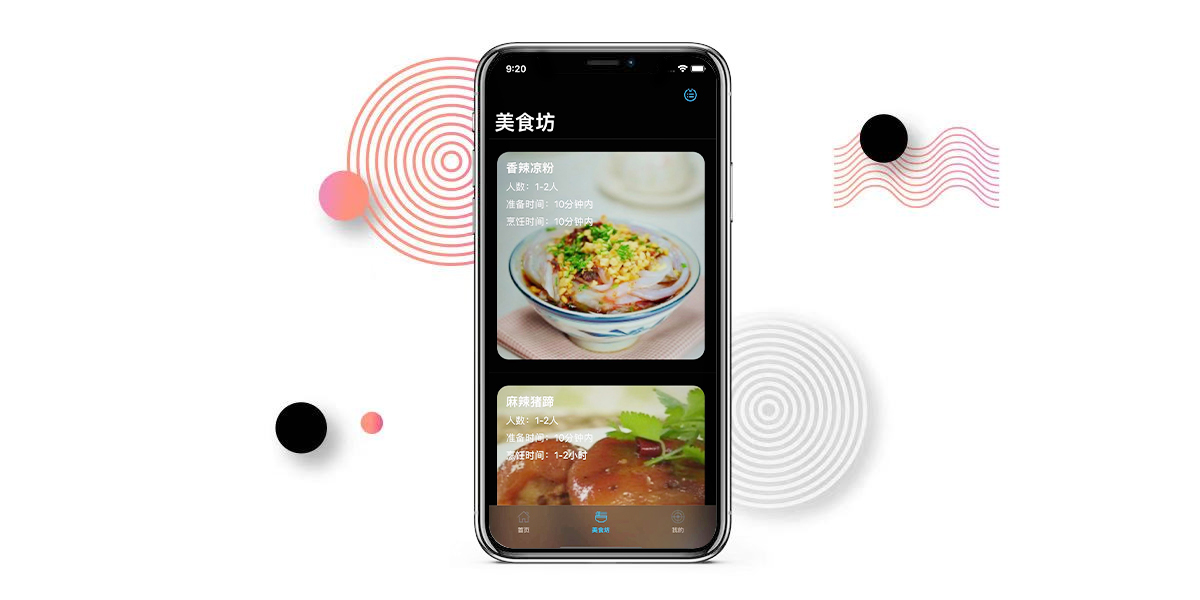 9:20
美食坊
香辣凉粉
人数：1-2人
准备时间：10分钟内
烹饪时间：10分钟内
麻辣猪蹄
人数：1-2人
准备时间：10分钟内
烹饪时间：1-2小时
首页 美食坊 我的